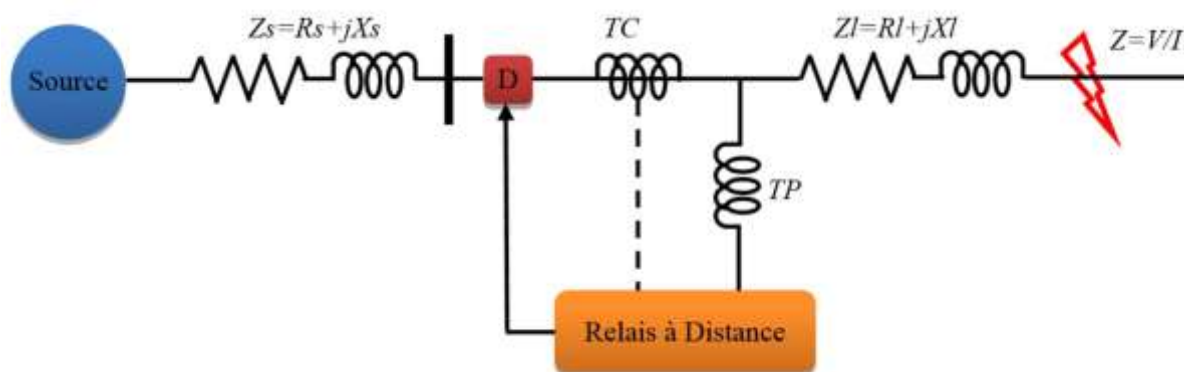 Zs=Rs+jXs
TC
Zl=Rl+jXl
Z=V/I
Source
D
TP
Relais à Distance